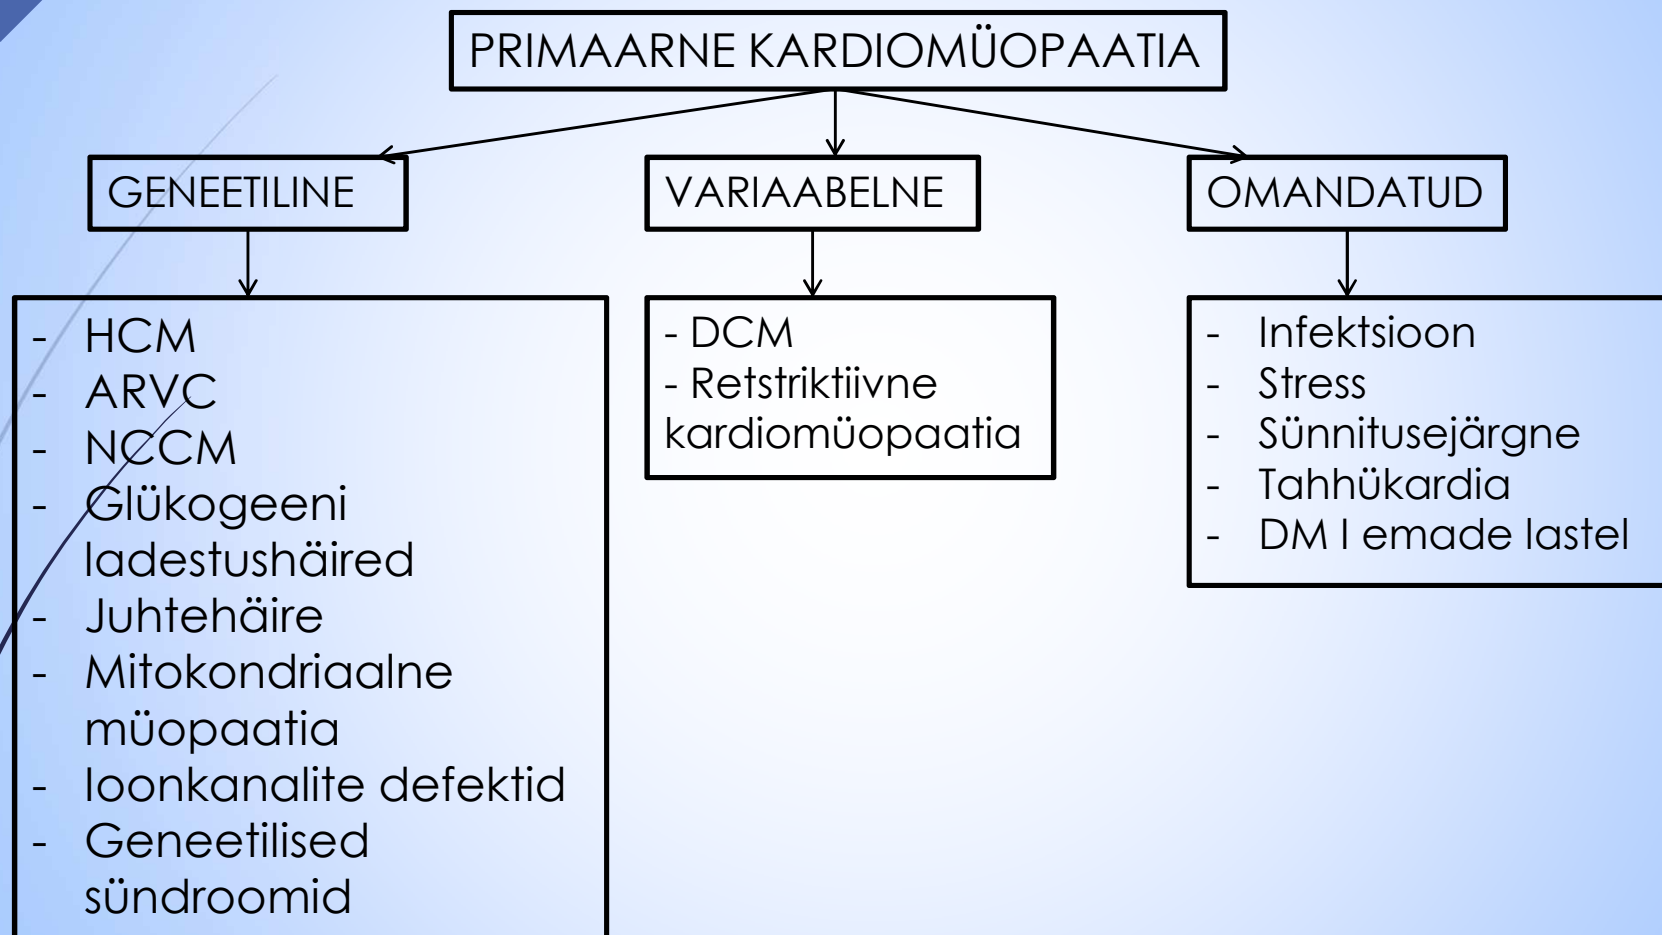 PRIMAARNE KARDIOMÜOPAATIA
GENEETILINE
VARIAABELNE
OMANDATUD
- HCM
- ARVC
- NCCM
- Glükogeeni
ladestushäired
- Juhtehäire
- Mitokondriaalne
müopaatia
- Ioonkanalite defektid
- Geneetilised
sündroomid
- DCM
- Retstriktiivne
kardiomüopaatia
- Infektsioon
- Stress
- Sünnitusejärgne
- Tahhükardia
- DM I emade lastel